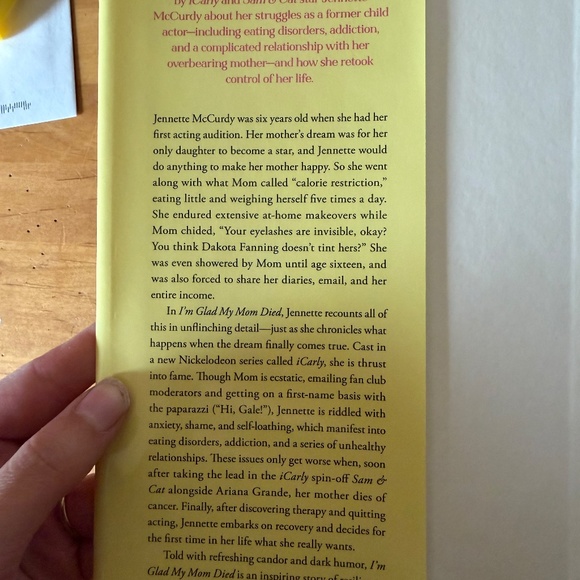 by iCarly and Sam & Cat star Jennette
McCurdy about her struggles as a former child
actor—including eating disorders, addiction,
and a complicated relationship with her
overbearing mother—and how she retook
control of her life.
Jennette McCurdy was six years old when she had her
first acting audition. Her mother's dream was for her
only daughter to become a star, and Jennette would
do anything to make her mother happy. So she went
along with what Mom called “calorie restriction,”
eating little and weighing herself five times a day.
She endured extensive at-home makeovers while
Mom chided, “Your eyelashes are invisible, okay?
You think Dakota Fanning doesn't tint hers?” She
was even showered by Mom until age sixteen, and
was also forced to share her diaries, email, and her
entire income.
In I'm Glad My Mom Died, Jennette recounts all of
this in unflinching detail—just as she chronicles what
happens when the dream finally comes true. Cast in
a new Nickelodeon series called iCarly, she is thrust
into fame. Though Mom is ecstatic, emailing fan club
moderators and getting on a first-name basis with
the paparazzi (“Hi, Gale!”), Jennette is riddled with
anxiety, shame, and self-loathing, which manifest into
eating disorders, addiction, and a series of unhealthy
relationships. These issues only get worse when, soon
after taking the lead in the iCarly spin-off Sam &
Cat alongside Ariana Grande, her mother dies of
cancer. Finally, after discovering therapy and quitting
acting, Jennette embarks on recovery and decides for
the first time in her life what she really wants.
Told with refreshing candor and dark humor, I'm
Glad My Mom Died is an inspiring story of